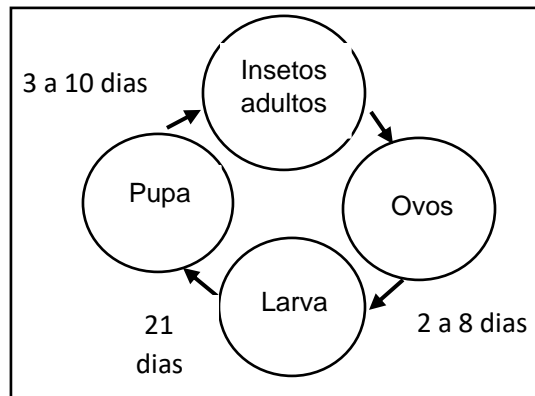 3 a 10 dias
Insetos
adultos
Pupa
Ovos
Larva
21
dias
2 a 8 dias